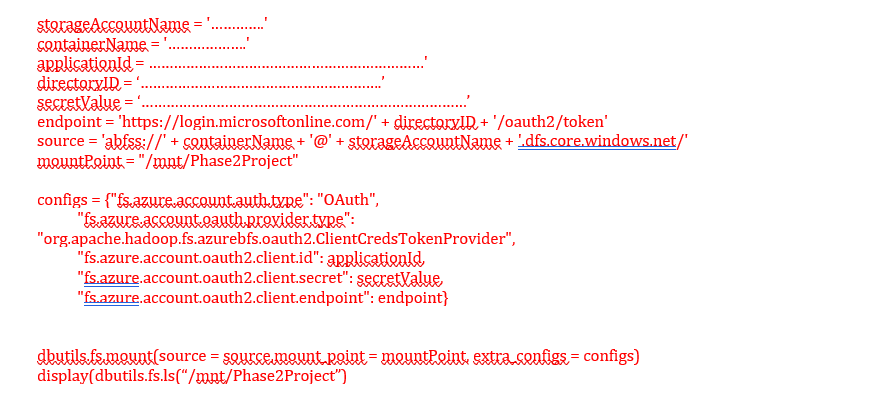 storageAccountName = '.............'
containerName = '...................'
applicationId = ...............................................................'
directoryID = ‘.......................................................’
secretValue = ‘..........................................................................’
endpoint = 'https://login.microsoftonline.com/' + directoryID + '/oauth2/token'
source = 'abfss://' + containerName + '@' + storageAccountName + '.dfs.core.windows.net/'
mountPoint = "/mnt/Phase2Project"
configs = {"fs.azure.account.auth.type": "OAuth",
"fs.azure.account.oauth.provider.type":
"org.apache.hadoop.fs.azurebfs.oauth2.ClientCredsTokenProvider",
"fs.azure.account.oauth2.client.id": applicationId,
"fs.azure.account.oauth2.client.secret": secretValue,
"fs.azure.account.oauth2.client.endpoint": endpoint}
dbutils.fs.mount(source = source,mount_point = mountPoint, extra_configs = configs)
display(dbutils.fs.ls(“/mnt/Phase2Project”)